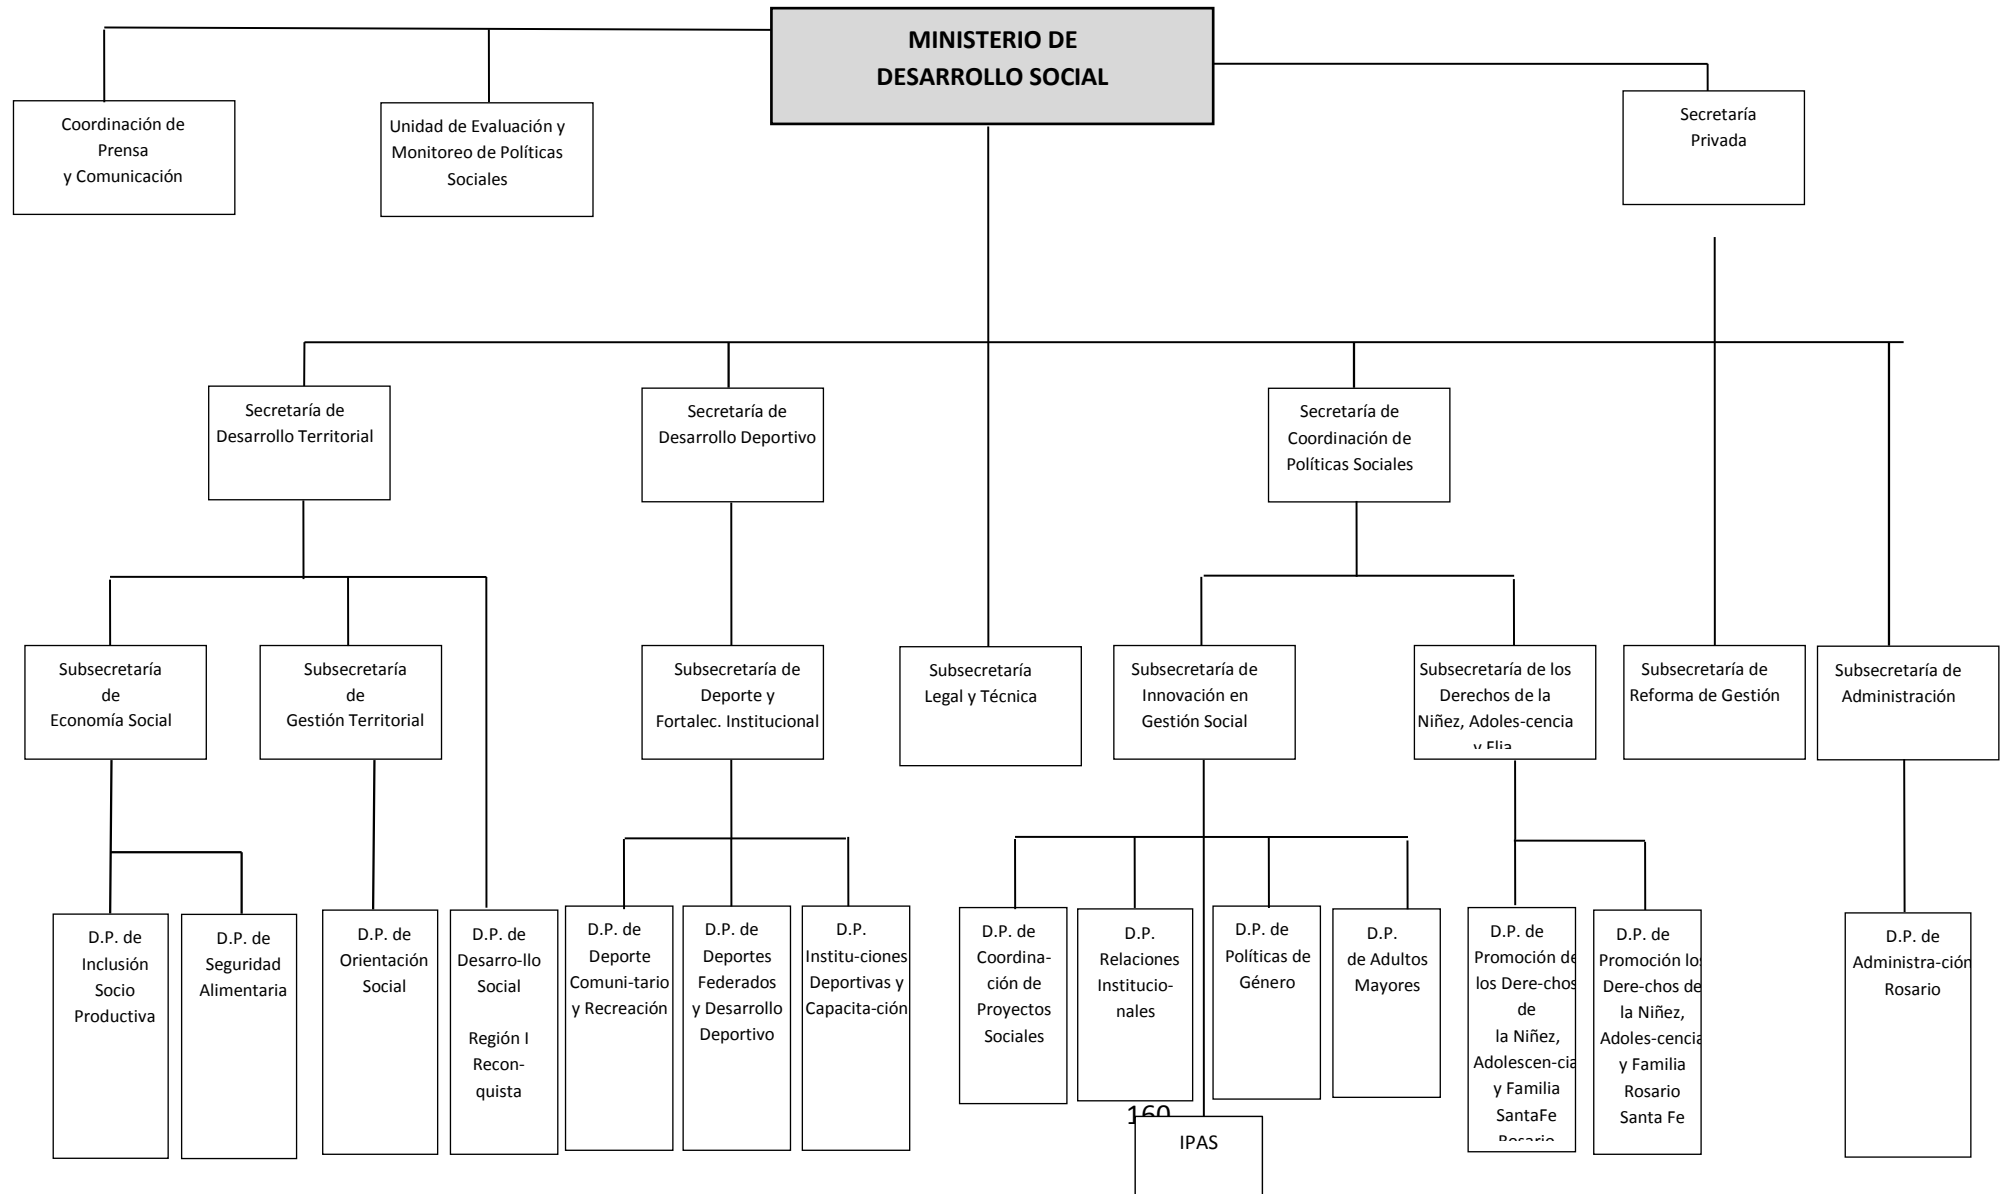 MINISTERIO DE
DESARROLLO SOCIAL
Coordinación de
Prensa
y Comunicación
Unidad de Evaluación y
Monitoreo de Políticas
Sociales
Secretaría
Privada
Secretaría de
Desarrollo Territorial
Secretaría de
Desarrollo Deportivo
Secretaría de
Coordinación de
Políticas Sociales
Subsecretaría
de
Economía Social
Subsecretaría
de
Gestión Territorial
Subsecretaría de
Deporte y
Fortalec. Institucional
Subsecretaría
Legal y Técnica
Subsecretaría de
Innovación en
Gestión Social
Subsecretaría de los
Derechos de la
Niñez, Adoles-cencia
y Flia
Subsecretaría de
Reforma de Gestión
Subsecretaría de
Administración
D.P. de
Inclusión
Socio
Productiva
D.P. de
Seguridad
Alimentaria
D.P. de
Orientación
Social
D.P. de
Desarro-llo
Social
Región I
Recon-
quista
D.P. de
Deporte
Comuni-tario
y Recreación
D.P. de
Deportes
Federados
y Desarrollo
Deportivo
D.P.
Institu-ciones
Deportivas y
Capacita-ción
D.P. de
Coordina-
ción de
Proyectos
Sociales
D.P.
Relaciones
Institucio-
nales
D.P. de
Políticas de
Género
D.P.
de Adultos
Mayores
D.P. de
Promoción de
los Dere-chos
de
la Niñez,
Adolescen-cia
y Familia
SantaFe
Rosario
D.P. de
Promoción los
Dere-chos de
la Niñez,
Adoles-cencia
y Familia
Rosario
Santa Fe
D.P. de
Administra-ción
Rosario
160
IPAS